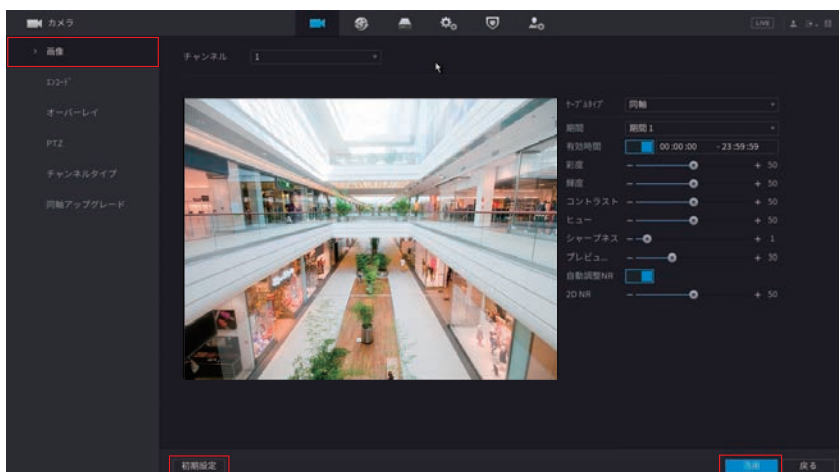 カメラ
LIVE
画像
エンコード
オーバーレイ
PTZ
チャンネルタイプ
同軸アップグレード
チャンネル 1
ケーブルタイプ 同軸
期間 期間 1
有効時間 00:00:00 - 23:59:59
彩度 - + 50
輝度 - + 50
コントラスト - + 50
ヒュー - + 50
シャープネス - + 1
プレビュ... - + 30
自動調整NR
2D NR - + 50
初期設定 適用 戻る